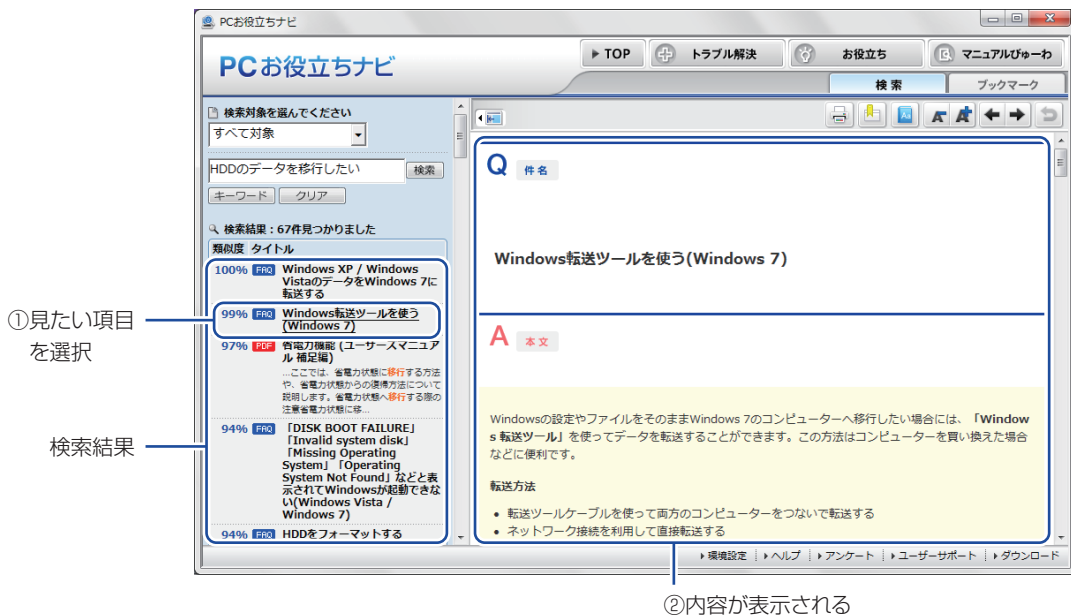 PCお役立ちナビ
PCお役立ちナビ
TOP
トラブル解決
お役立ち
マニュアルびゅーわ
検索
ブックマーク
検索対象を選んでください
すべて対象
HDDのデータを移行したい
検索
キーワード
クリア
検索結果:67件見つかりました
類似度 タイトル
100% FAQ Windows XP / Windows
VistaのデータをWindows 7に
転送する
99% FAQ Windows転送ツールを使う
(Windows 7)
97% PDF 省電力機能 (ユーザーズマニュア
ル 補足編)
...ここでは、省電力状態に移行する方法
や、省電力状態からの復帰方法について
説明します。省電力状態へ移行する際の
注意省電力状態に移...
94% FAQ 「DISK BOOT FAILURE」
「Invalid system disk」
「Missing Operating
System」「Operating
System Not Found」などと表
示されてWindowsが起動できな
い(Windows Vista /
Windows 7)
94% FAQ HDDをフォーマットする
Q 件名
Windows転送ツールを使う(Windows 7)
A 本文
Windowsの設定やファイルをそのままWindows 7のコンピューターへ移行したい場合には、「Window
s 転送ツール」を使ってデータを転送することができます。この方法はコンピューターを買い換えた場合
などに便利です。
転送方法
• 転送ツールケーブルを使って両方のコンピューターをつないで転送する
• ネットワーク接続を利用して直接転送する
環境設定
ヘルプ
アンケート
ユーザーサポート
ダウンロード
①見たい項目
を選択
検索結果
②内容が表示される